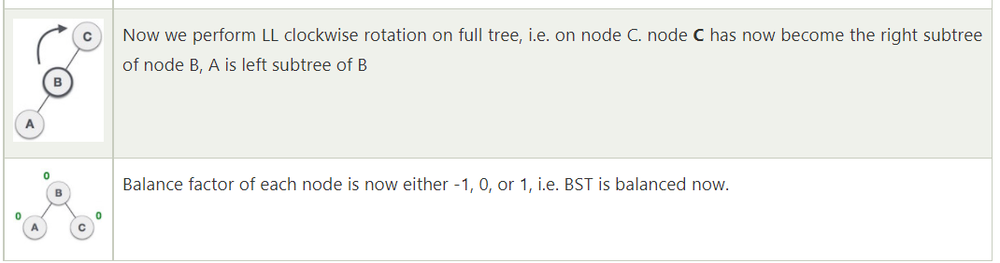 C
B
A
Now we perform LL clockwise rotation on full tree, i.e. on node C. node C has now become the right subtree
of node B, A is left subtree of B
0
B
0
A
C
0
Balance factor of each node is now either -1, 0, or 1, i.e. BST is balanced now.